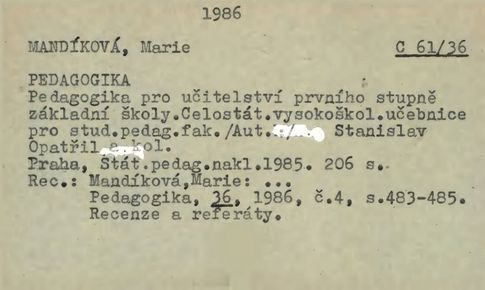 1986
MANDÍKOVÁ, Marie C 61/36
PEDAGOGIKA
Pedagogika pro učitelství prvního stupně
základní školy.Celostát.vysokoškol.učebnice
pro stud.pedag.fak./Aut. Stanislav
Opatřil a kol.
Praha, Stát.pedag.nakl.1985. 206 s.
Rec.: Mandíková,Marie: ...
Pedagogika, 36, 1986, č.4, s.483-485.
Recenze a referáty.